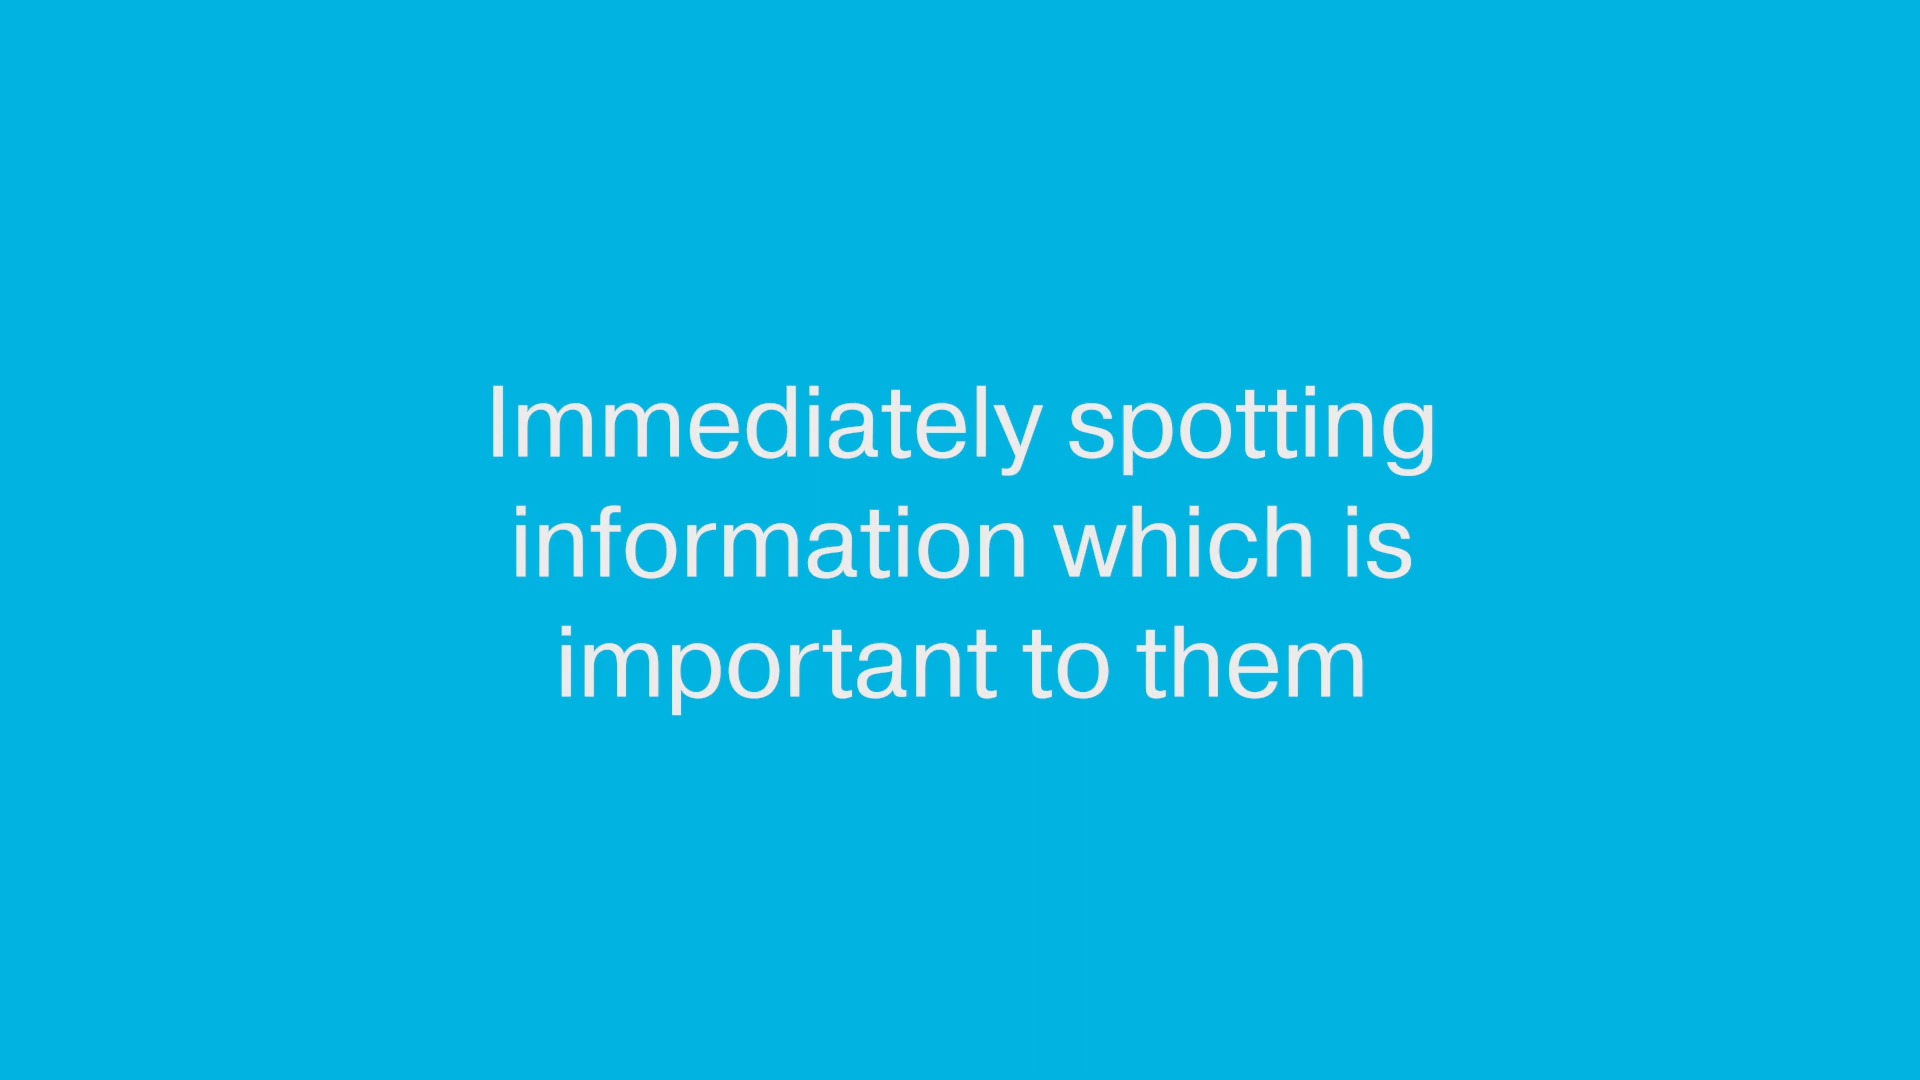 Immediately spotting
information which is
important to them